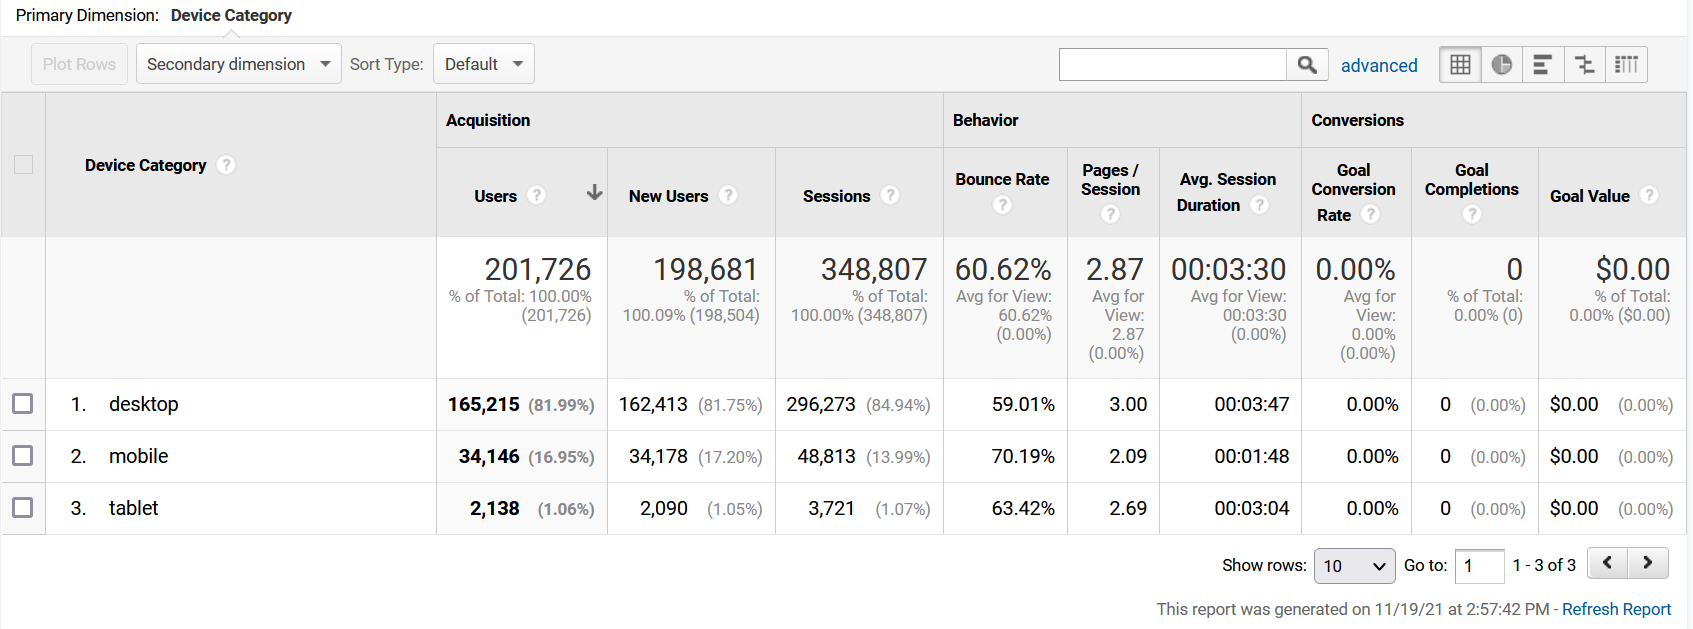 Primary Dimension: Device Category
Plot Rows Secondary dimension Sort Type: Default advanced
Acquisition Behavior Conversions
Device Category ? Users ? New Users ? Sessions ? Bounce Rate ? Pages / Session ? Avg. Session Duration ? Goal Conversion Rate ? Goal Completions ? Goal Value ?
201,726 198,681 348,807 60.62% 2.87 00:03:30 0.00% 0 $0.00
% of Total: 100.00% (201,726) % of Total: 100.09% (198,504) % of Total: 100.00% (348,807) Avg for View: 60.62% (0.00%) Avg for View: 2.87 (0.00%) Avg for View: 00:03:30 (0.00%) Avg for View: 0.00% (0.00%) % of Total: 0.00% (0) % of Total: 0.00% ($0.00)
1. desktop 165,215 (81.99%) 162,413 (81.75%) 296,273 (84.94%) 59.01% 3.00 00:03:47 0.00% 0 (0.00%) $0.00 (0.00%)
2. mobile 34,146 (16.95%) 34,178 (17.20%) 48,813 (13.99%) 70.19% 2.09 00:01:48 0.00% 0 (0.00%) $0.00 (0.00%)
3. tablet 2,138 (1.06%) 2,090 (1.05%) 3,721 (1.07%) 63.42% 2.69 00:03:04 0.00% 0 (0.00%) $0.00 (0.00%)
Show rows: 10 Go to: 1 1 - 3 of 3
This report was generated on 11/19/21 at 2:57:42 PM - Refresh Report